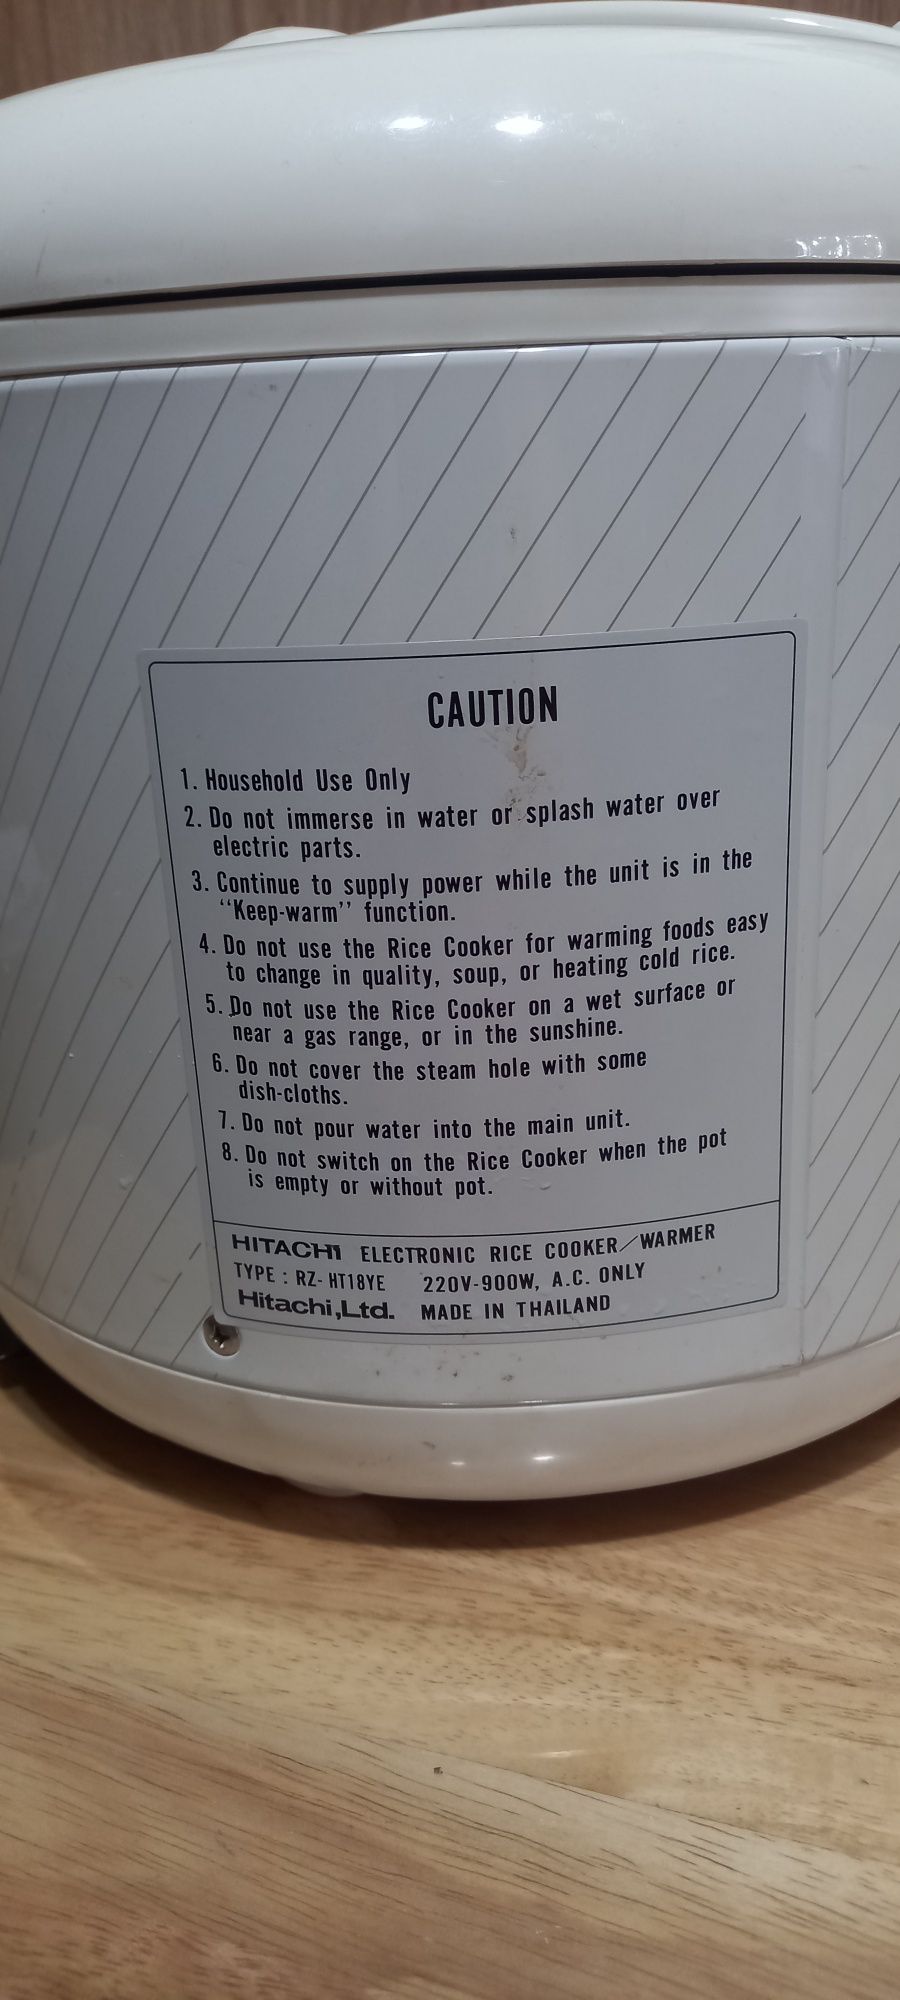 CAUTION
1. Household Use Only
2. Do not immerse in water or splash water over
electric parts.
3. Continue to supply power while the unit is in the
“Keep-warm” function.
4. Do not use the Rice Cooker for warming foods easy
to change in quality, soup, or heating cold rice.
5. Do not use the Rice Cooker on a wet surface or
near a gas range, or in the sunshine.
6. Do not cover the steam hole with some
dish-cloths.
7. Do not pour water into the main unit.
8. Do not switch on the Rice Cooker when the pot
is empty or without pot.
HITACHI ELECTRONIC RICE COOKER/WARMER
TYPE : RZ-HT18YE 220V-900W, A.C. ONLY
Hitachi,Ltd. MADE IN THAILAND